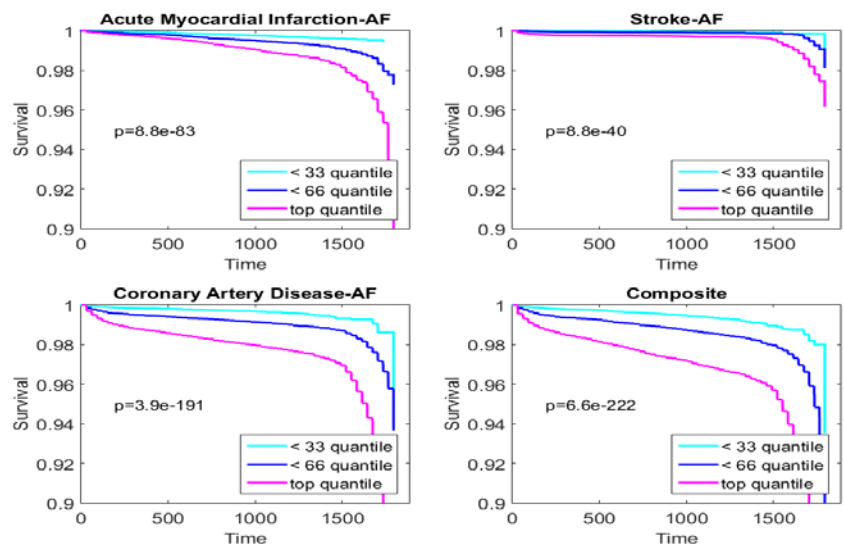 Acute Myocardial Infarction-AF
1
0.98
0.96
0.94
0.92
0.9
Survival
p=8.8e-83
< 33 quantile
< 66 quantile
top quantile
0 500 1000 1500
Time
Stroke-AF
1
0.98
0.96
0.94
0.92
0.9
Survival
p=8.8e-40
< 33 quantile
< 66 quantile
top quantile
0 500 1000 1500
Time
Coronary Artery Disease-AF
1
0.98
0.96
0.94
0.92
0.9
Survival
p=3.9e-191
< 33 quantile
< 66 quantile
top quantile
0 500 1000 1500
Time
Composite
1
0.98
0.96
0.94
0.92
0.9
Survival
p=6.6e-222
< 33 quantile
< 66 quantile
top quantile
0 500 1000 1500
Time